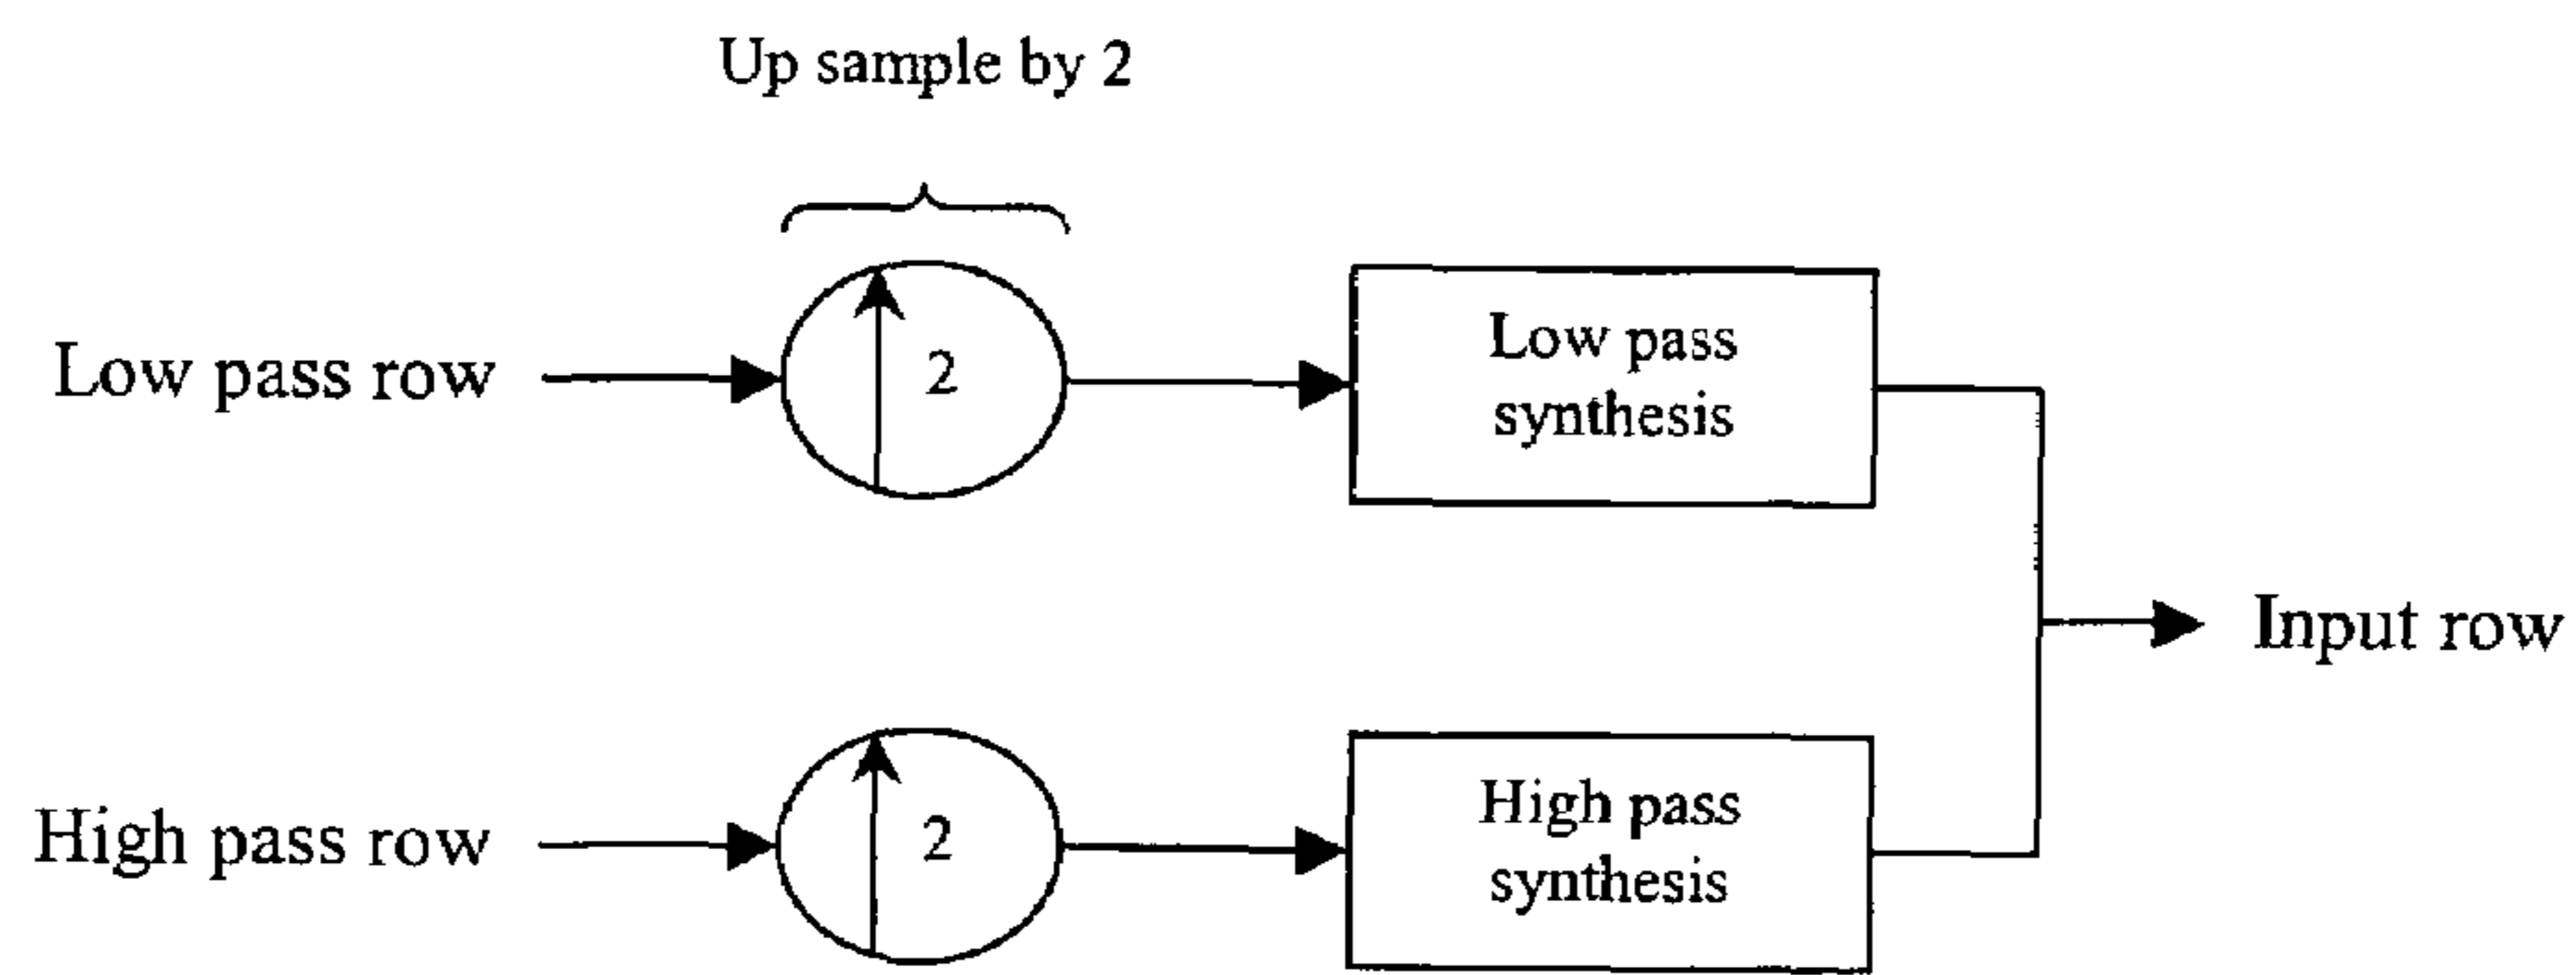 Up sample by 2
Low pass row
2
Low pass
synthesis
Input row
High pass row
2
High pass
synthesis